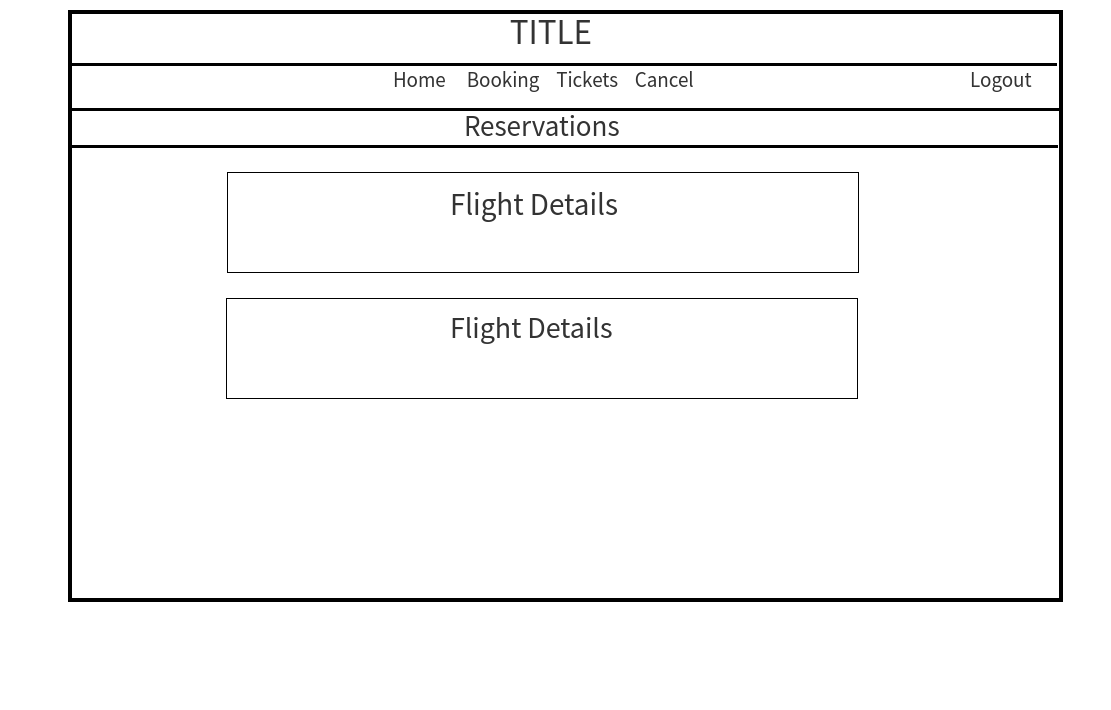 TITLE
Home Booking Tickets Cancel Logout
Reservations
Flight Details
Flight Details